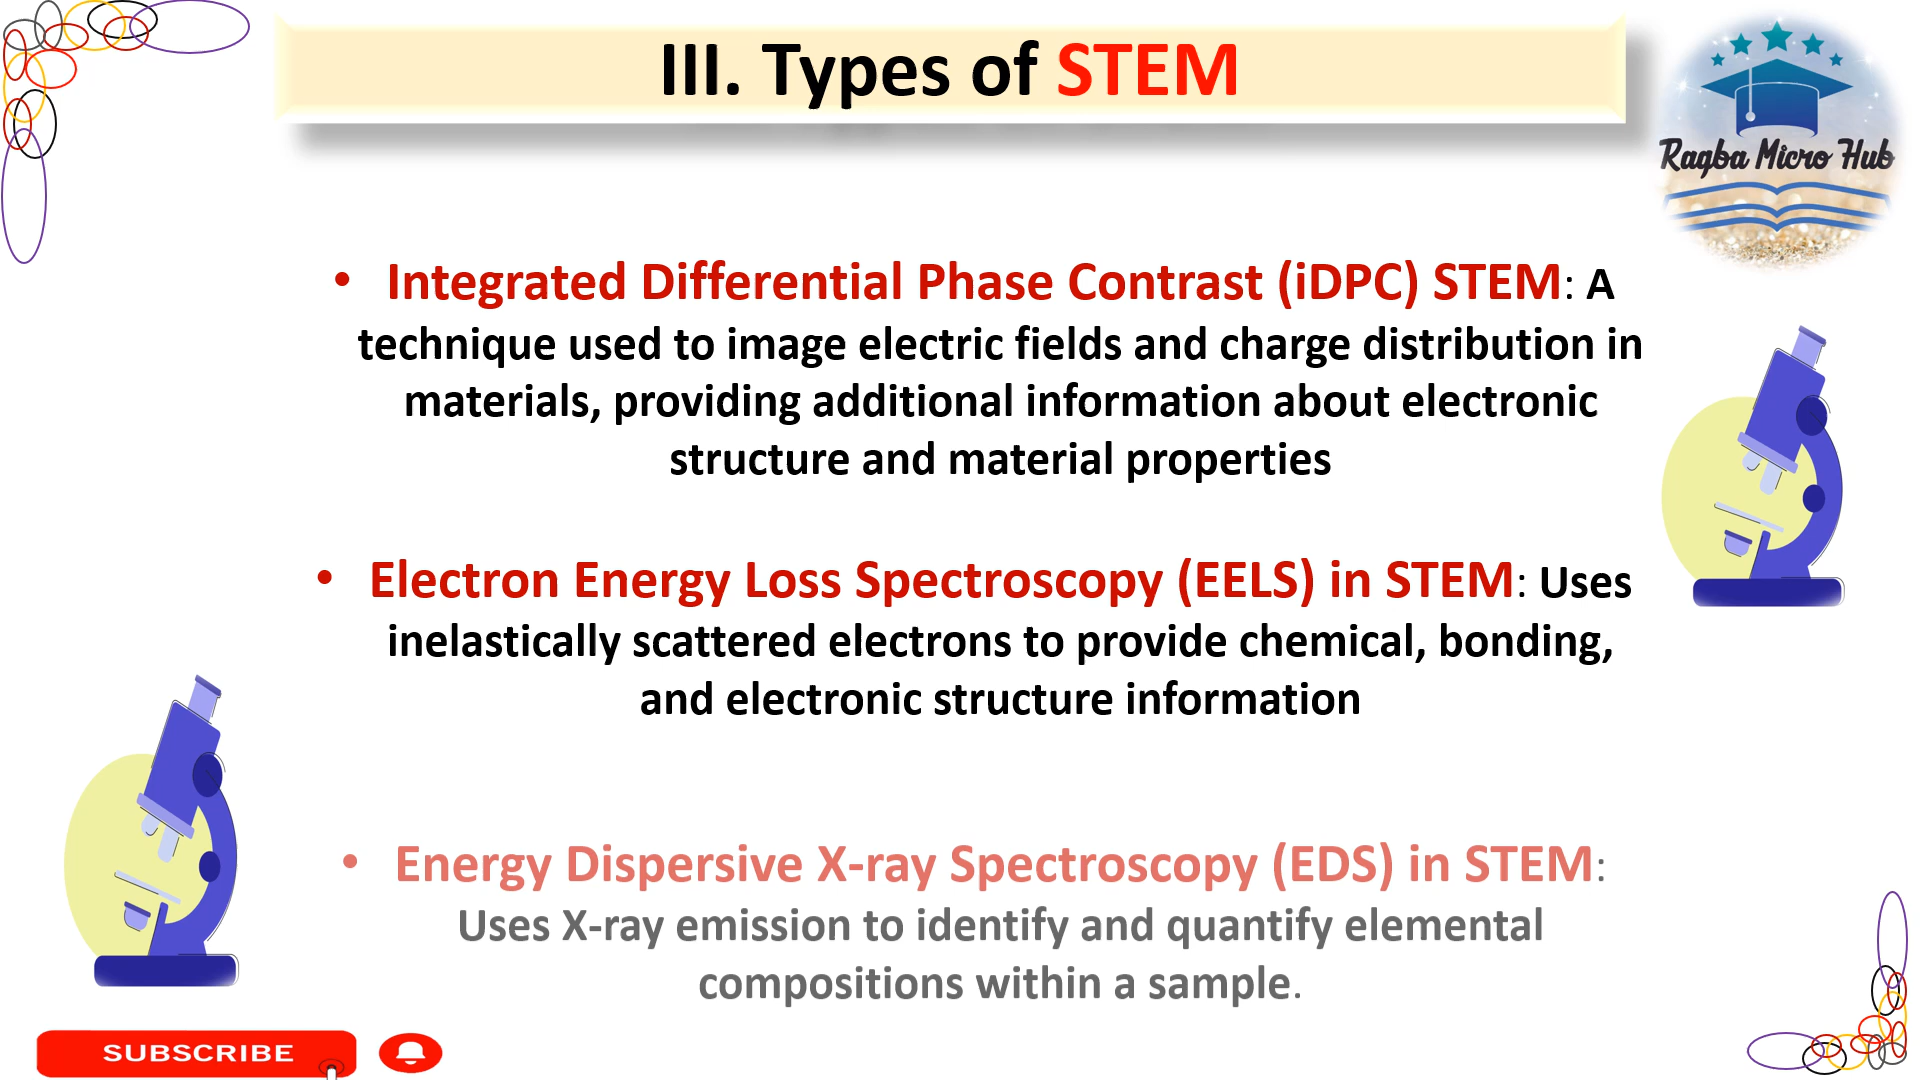 III. Types of STEM
Ragba Micro Hub
• Integrated Differential Phase Contrast (iDPC) STEM: A
technique used to image electric fields and charge distribution in
materials, providing additional information about electronic
structure and material properties
• Electron Energy Loss Spectroscopy (EELS) in STEM: Uses
inelastically scattered electrons to provide chemical, bonding,
and electronic structure information
• Energy Dispersive X-ray Spectroscopy (EDS) in STEM:
Uses X-ray emission to identify and quantify elemental
compositions within a sample.
SUBSCRIBE